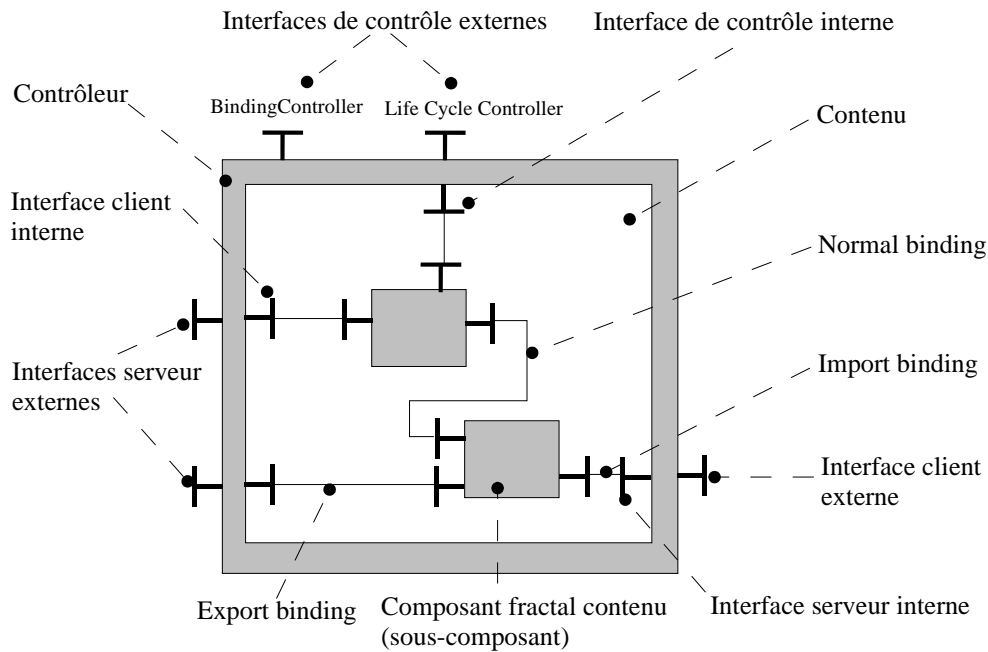 Interfaces de contrôle externes
Interface de contrôle interne
Contrôleur
BindingController
Life Cycle Controller
Contenu
Interface client
interne
Normal binding
Interfaces serveur
externes
Import binding
Interface client
externe
Export binding
Composant fractal contenu
(sous-composant)
Interface serveur interne